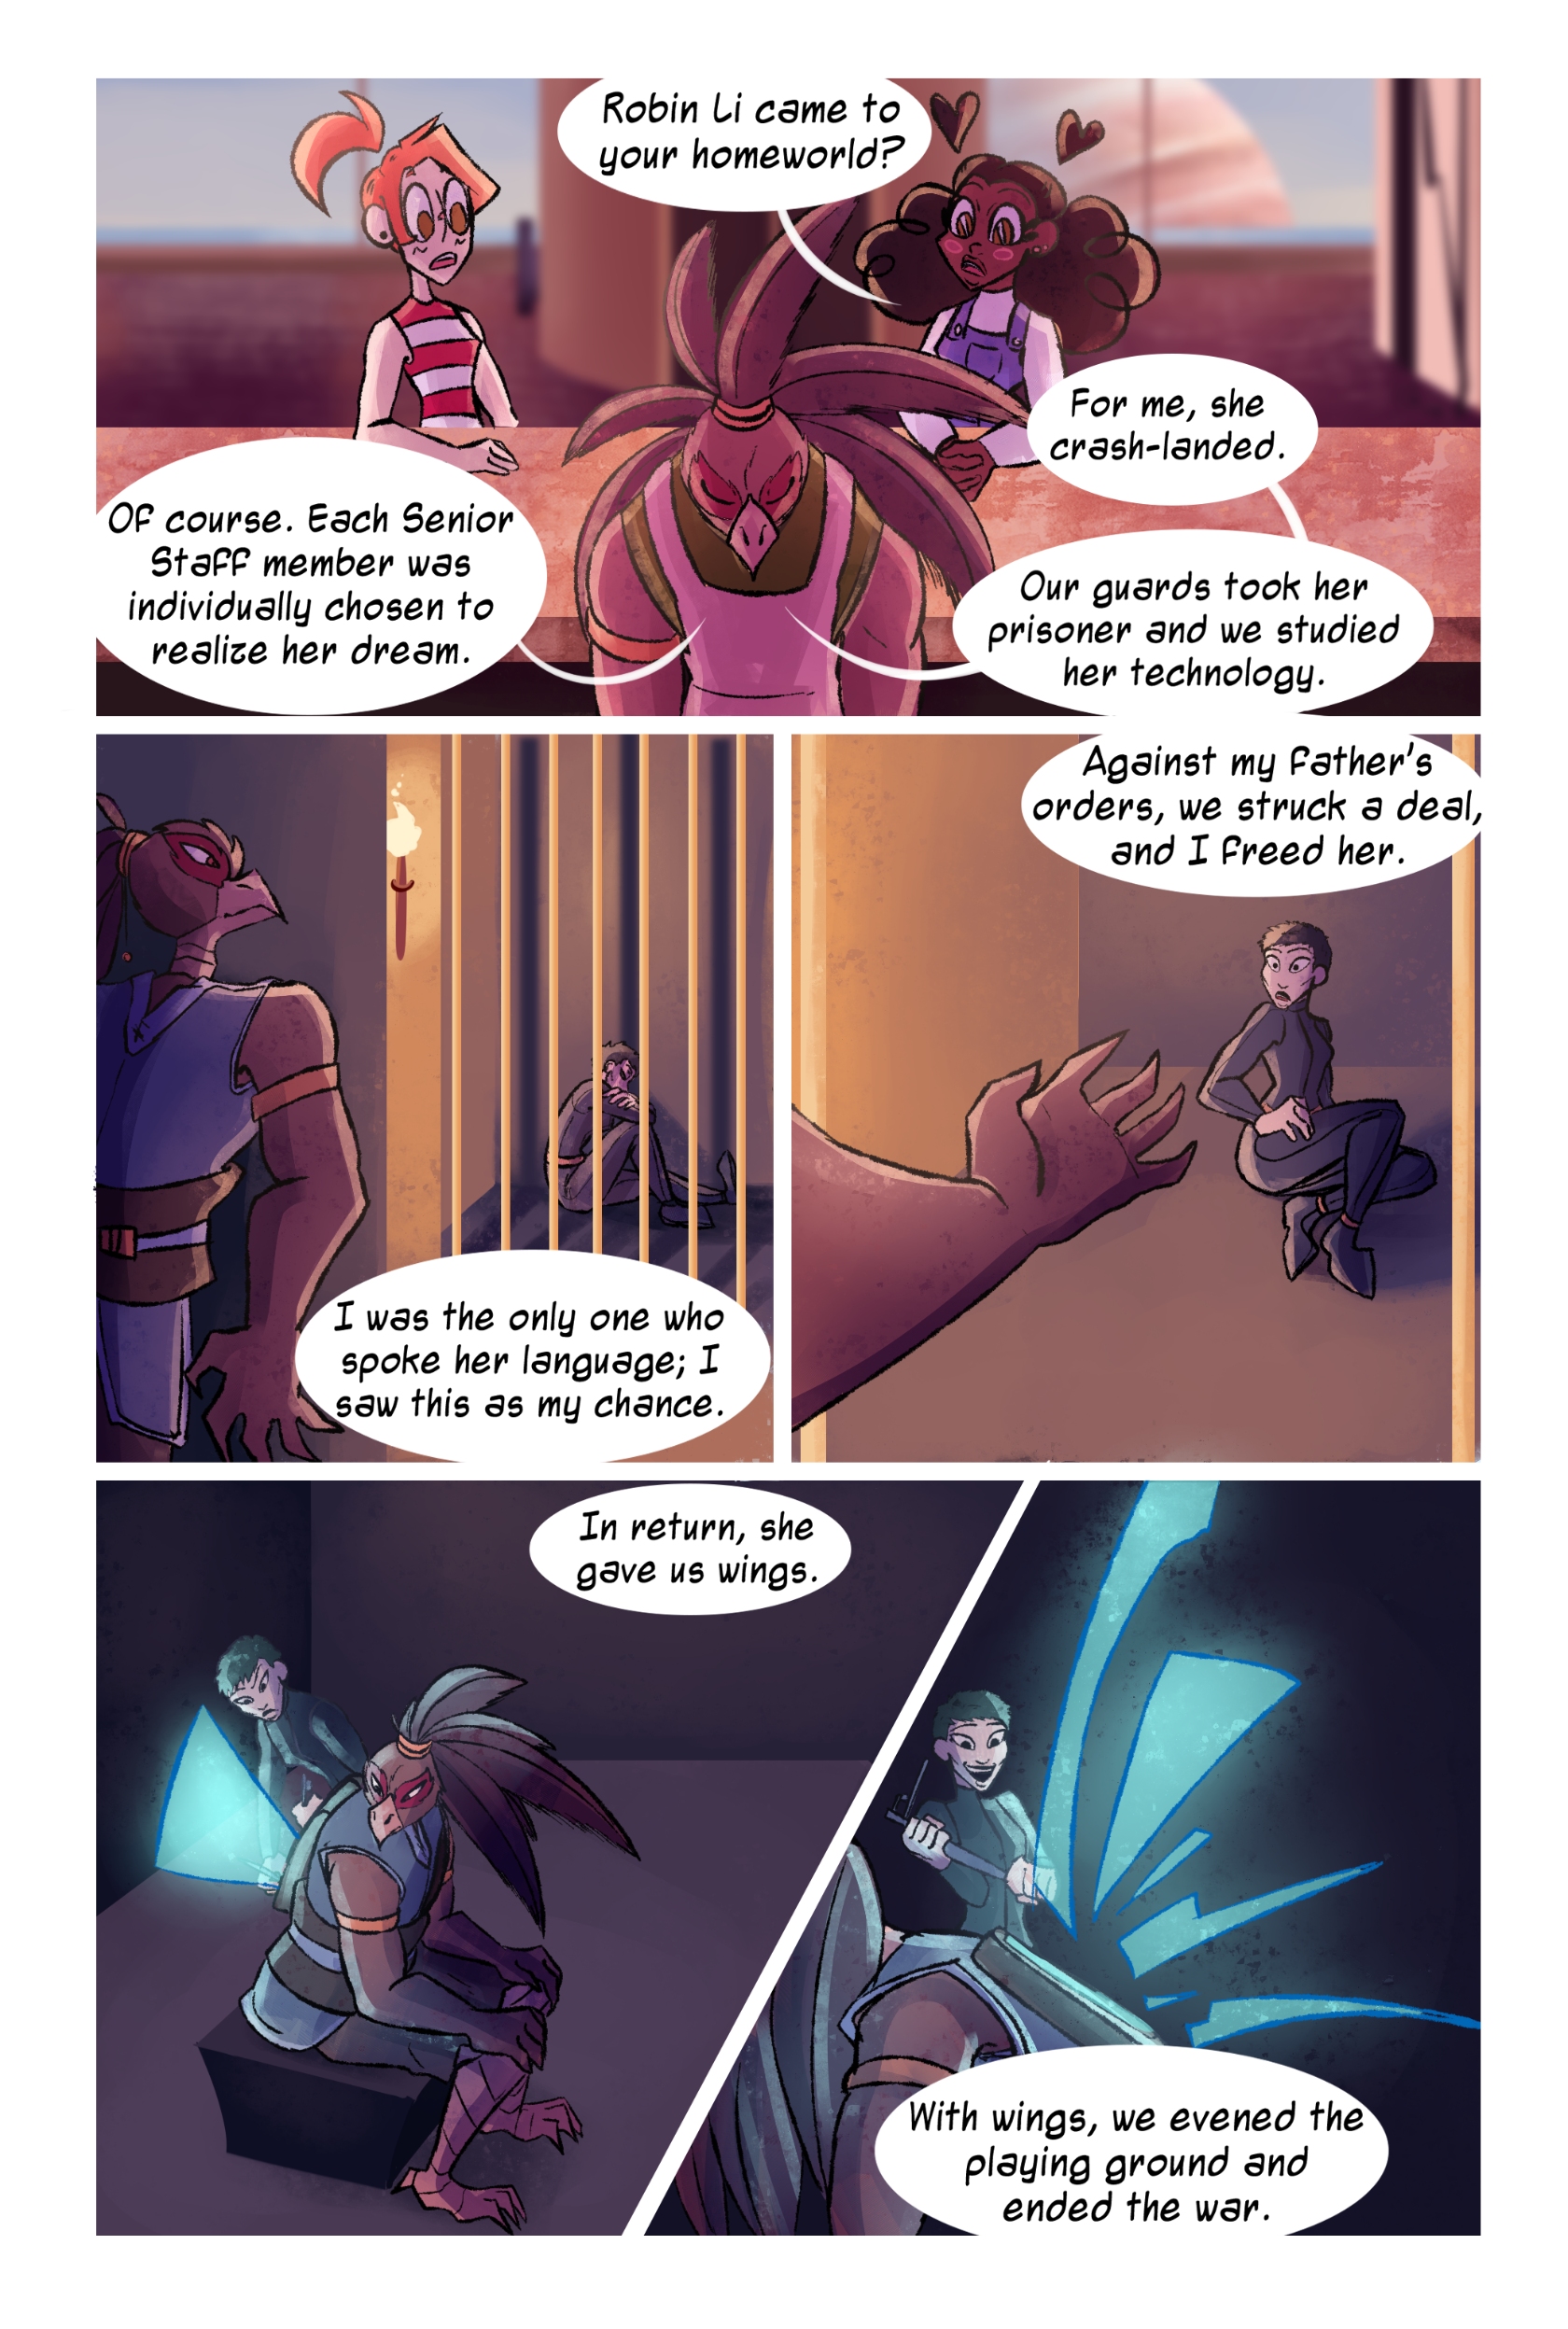 Robin Li came to
your homeworld?
Of course. Each Senior
Staff member was
individually chosen to
realize her dream.
For me, she
crash-landed.
Our guards took her
prisoner and we studied
her technology.
I was the only one who
spoke her language; I
saw this as my chance.
Against my father's
orders, we struck a deal,
and I freed her.
In return, she
gave us wings.
With wings, we evened the
playing ground and
ended the war.